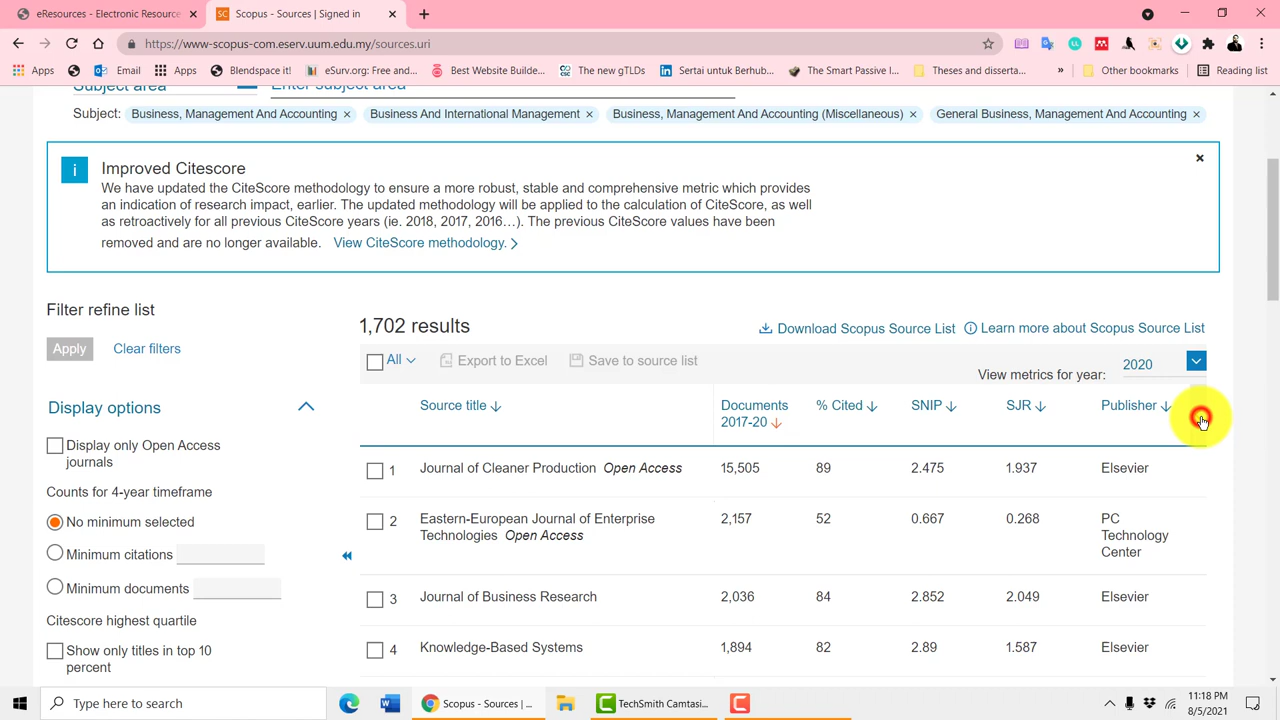 eResources - Electronic Resource
Scopus - Sources | Signed in
https://www-scopus-com.eserv.uum.edu.my/sources.uri
Apps
Email
Apps
Blendspace it!
eSurv.org: Free and...
Best Website Builde...
The new gTLDs
Sertai untuk Berhub...
The Smart Passive I...
Theses and disserta...
»
Other bookmarks
Reading list
Subject area
Enter subject area
Subject: Business, Management And Accounting × Business And International Management × Business, Management And Accounting (Miscellaneous) × General Business, Management And Accounting ×
i
Improved Citescore
We have updated the CiteScore methodology to ensure a more robust, stable and comprehensive metric which provides
an indication of research impact, earlier. The updated methodology will be applied to the calculation of CiteScore, as well
as retroactively for all previous CiteScore years (ie. 2018, 2017, 2016…). The previous CiteScore values have been
removed and are no longer available. View CiteScore methodology.
Filter refine list
Apply
Clear filters
Display options
Display only Open Access
journals
Counts for 4-year timeframe
No minimum selected
Minimum citations
Minimum documents
Citescore highest quartile
Show only titles in top 10
percent
1,702 results
Download Scopus Source List
Learn more about Scopus Source List
All
Export to Excel
Save to source list
View metrics for year:
2020
Source title
Documents
2017-20
% Cited
SNIP
SJR
Publisher
1 Journal of Cleaner Production Open Access 15,505 89 2.475 1.937 Elsevier
2 Eastern-European Journal of Enterprise 2,157 52 0.667 0.268 PC
Technologies Open Access Technology
Center
3 Journal of Business Research 2,036 84 2.852 2.049 Elsevier
4 Knowledge-Based Systems 1,894 82 2.89 1.587 Elsevier
Type here to search
Scopus - Sources | ...
TechSmith Camtasi...
11:18 PM
8/5/2021